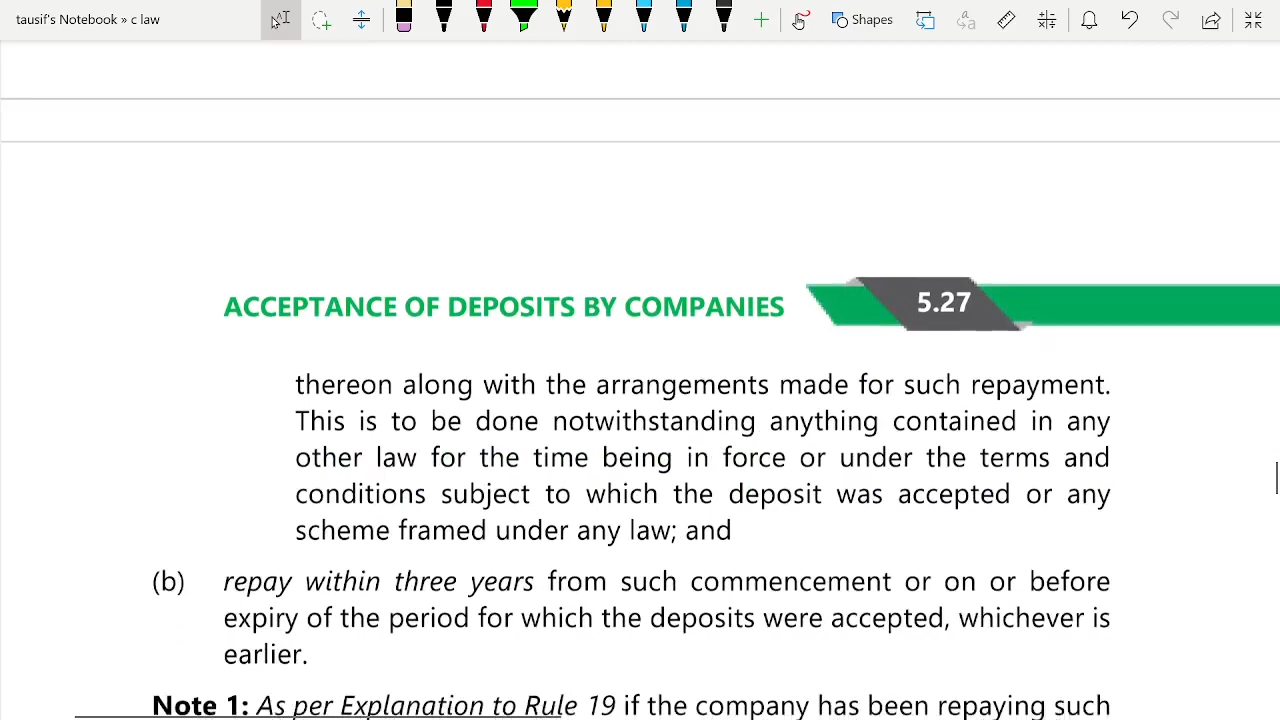 tausif's Notebook » c law
Shapes
ACCEPTANCE OF DEPOSITS BY COMPANIES
5.27
thereon along with the arrangements made for such repayment.
This is to be done notwithstanding anything contained in any
other law for the time being in force or under the terms and
conditions subject to which the deposit was accepted or any
scheme framed under any law; and
(b) repay within three years from such commencement or on or before
expiry of the period for which the deposits were accepted, whichever is
earlier.
Note 1: As per Explanation to Rule 19 if the company has been repaying such